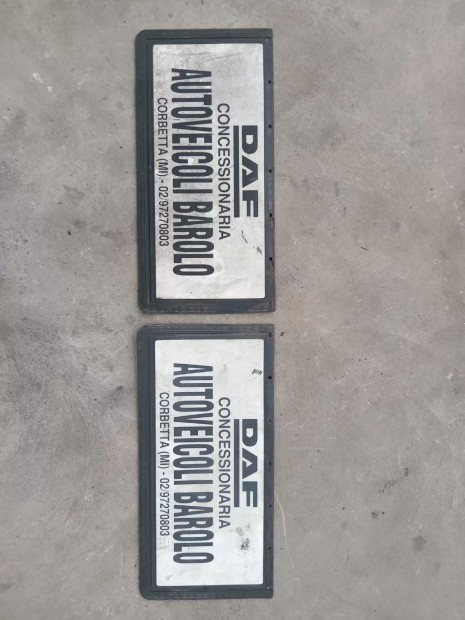 DAF
CONCESSIONARIA
AUTOVEICOLI BAROLO
CORBETTA (MI) - 02/97270803
DAF
CONCESSIONARIA
AUTOVEICOLI BAROLO
CORBETTA (MI) - 02/97270803